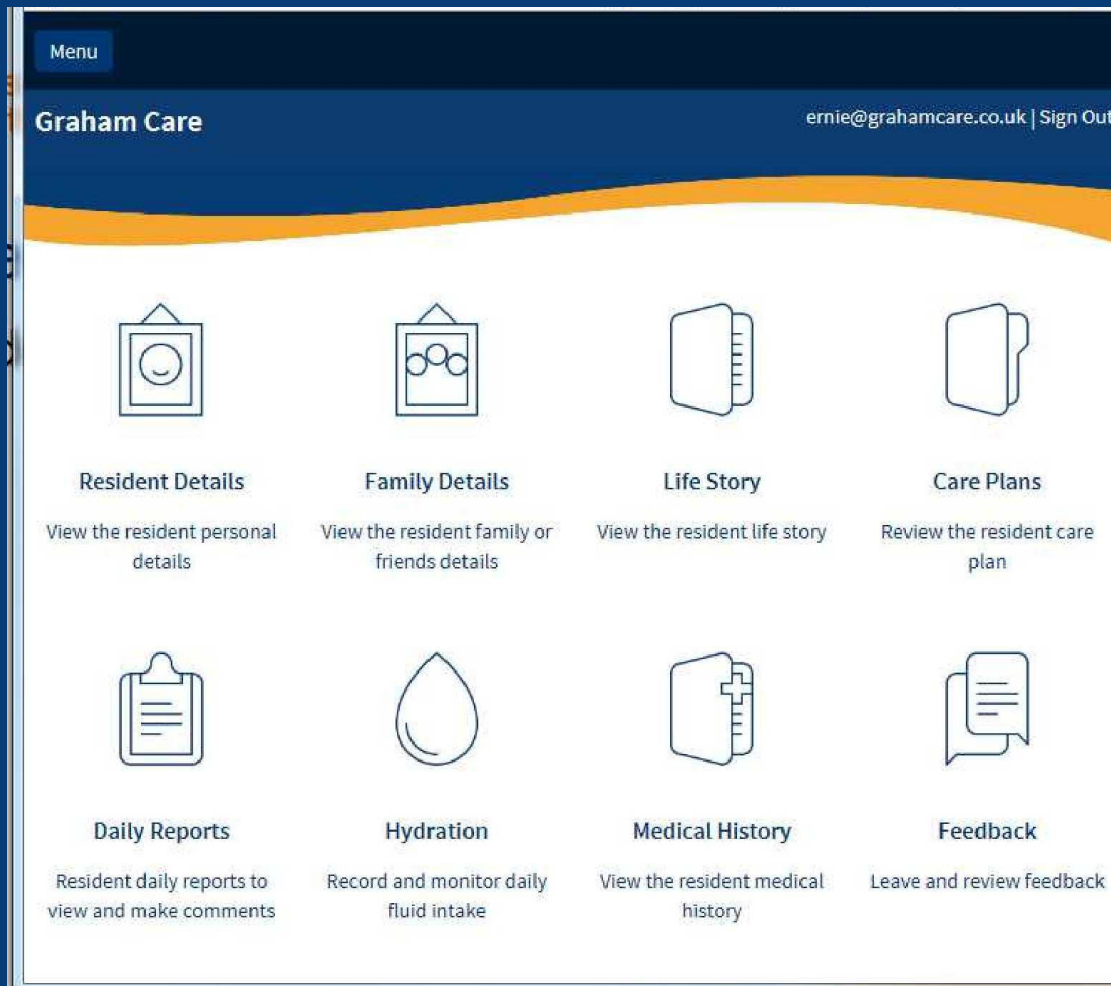 Menu
Graham Care
ernie@grahamcare.co.uk | Sign Out
Resident Details
View the resident personal
details
Family Details
View the resident family or
friends details
Life Story
View the resident life story
Care Plans
Review the resident care
plan
Daily Reports
Resident daily reports to
view and make comments
Hydration
Record and monitor daily
fluid intake
Medical History
View the resident medical
history
Feedback
Leave and review feedback